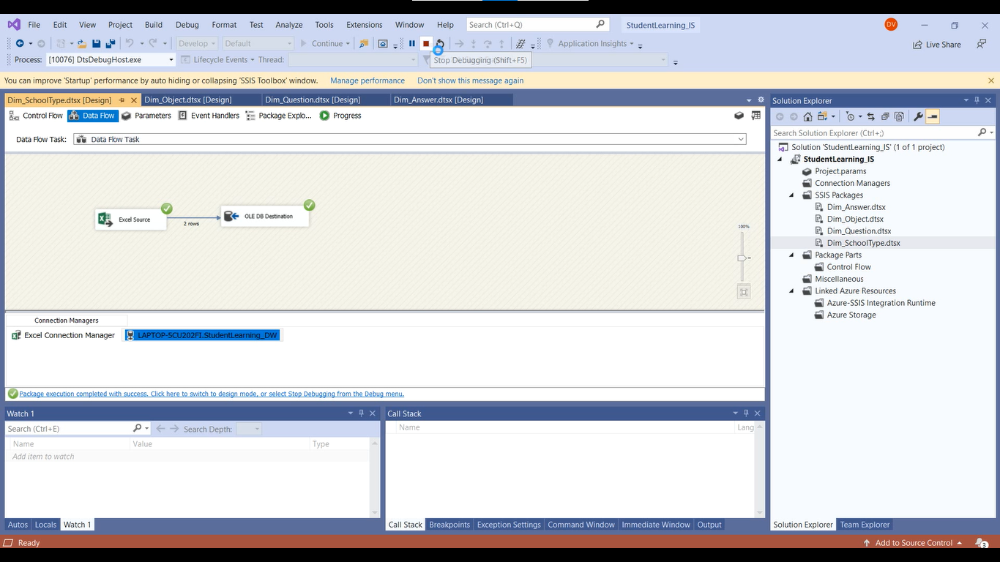 File Edit View Project Build Debug Format Test Analyze Tools Extensions Window Help Search (Ctrl+Q) StudentLearning_IS DV
Develop Default Continue Application Insights Live Share
Process: [10076] DtsDebugHost.exe Lifecycle Events Thread: Stop Debugging (Shift+F5)
You can improve 'Startup' performance by auto hiding or collapsing 'SSIS Toolbox' window. Manage performance Don't show this message again
Dim_SchoolType.dtsx [Design] Dim_Object.dtsx [Design] Dim_Question.dtsx [Design] Dim_Answer.dtsx [Design]
Control Flow Data Flow Parameters Event Handlers Package Explo... Progress
Data Flow Task: Data Flow Task
Excel Source
2 rows
OLE DB Destination
100%
Connection Managers
Excel Connection Manager LAPTOP-5CU202FI.StudentLearning_DW
Package execution completed with success. Click here to switch to design mode, or select Stop Debugging from the Debug menu.
Watch 1
Search (Ctrl+E) Search Depth:
Name Value Type
Add item to watch
Autos Locals Watch 1
Call Stack
Name Lang
Call Stack Breakpoints Exception Settings Command Window Immediate Window Output
Solution Explorer
Search Solution Explorer (Ctrl+;)
Solution 'StudentLearning_IS' (1 of 1 project)
StudentLearning_IS
Project.params
Connection Managers
SSIS Packages
Dim_Answer.dtsx
Dim_Object.dtsx
Dim_Question.dtsx
Dim_SchoolType.dtsx
Package Parts
Control Flow
Miscellaneous
Linked Azure Resources
Azure-SSIS Integration Runtime
Azure Storage
Solution Explorer Team Explorer
Ready Add to Source Control 3